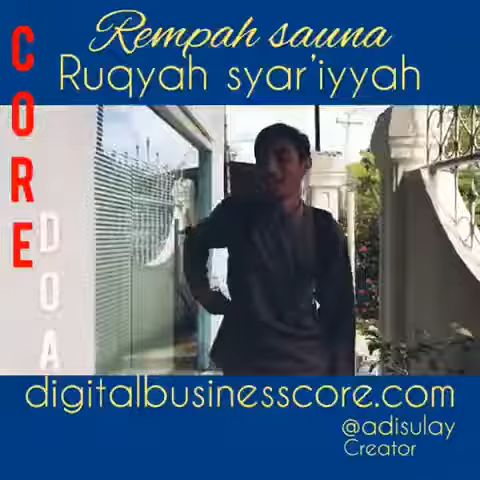 Rempah sauna
Ruqyah syar'iyyah
CORE
DOA
digitalbusinesscore.com
@adisulay
Creator